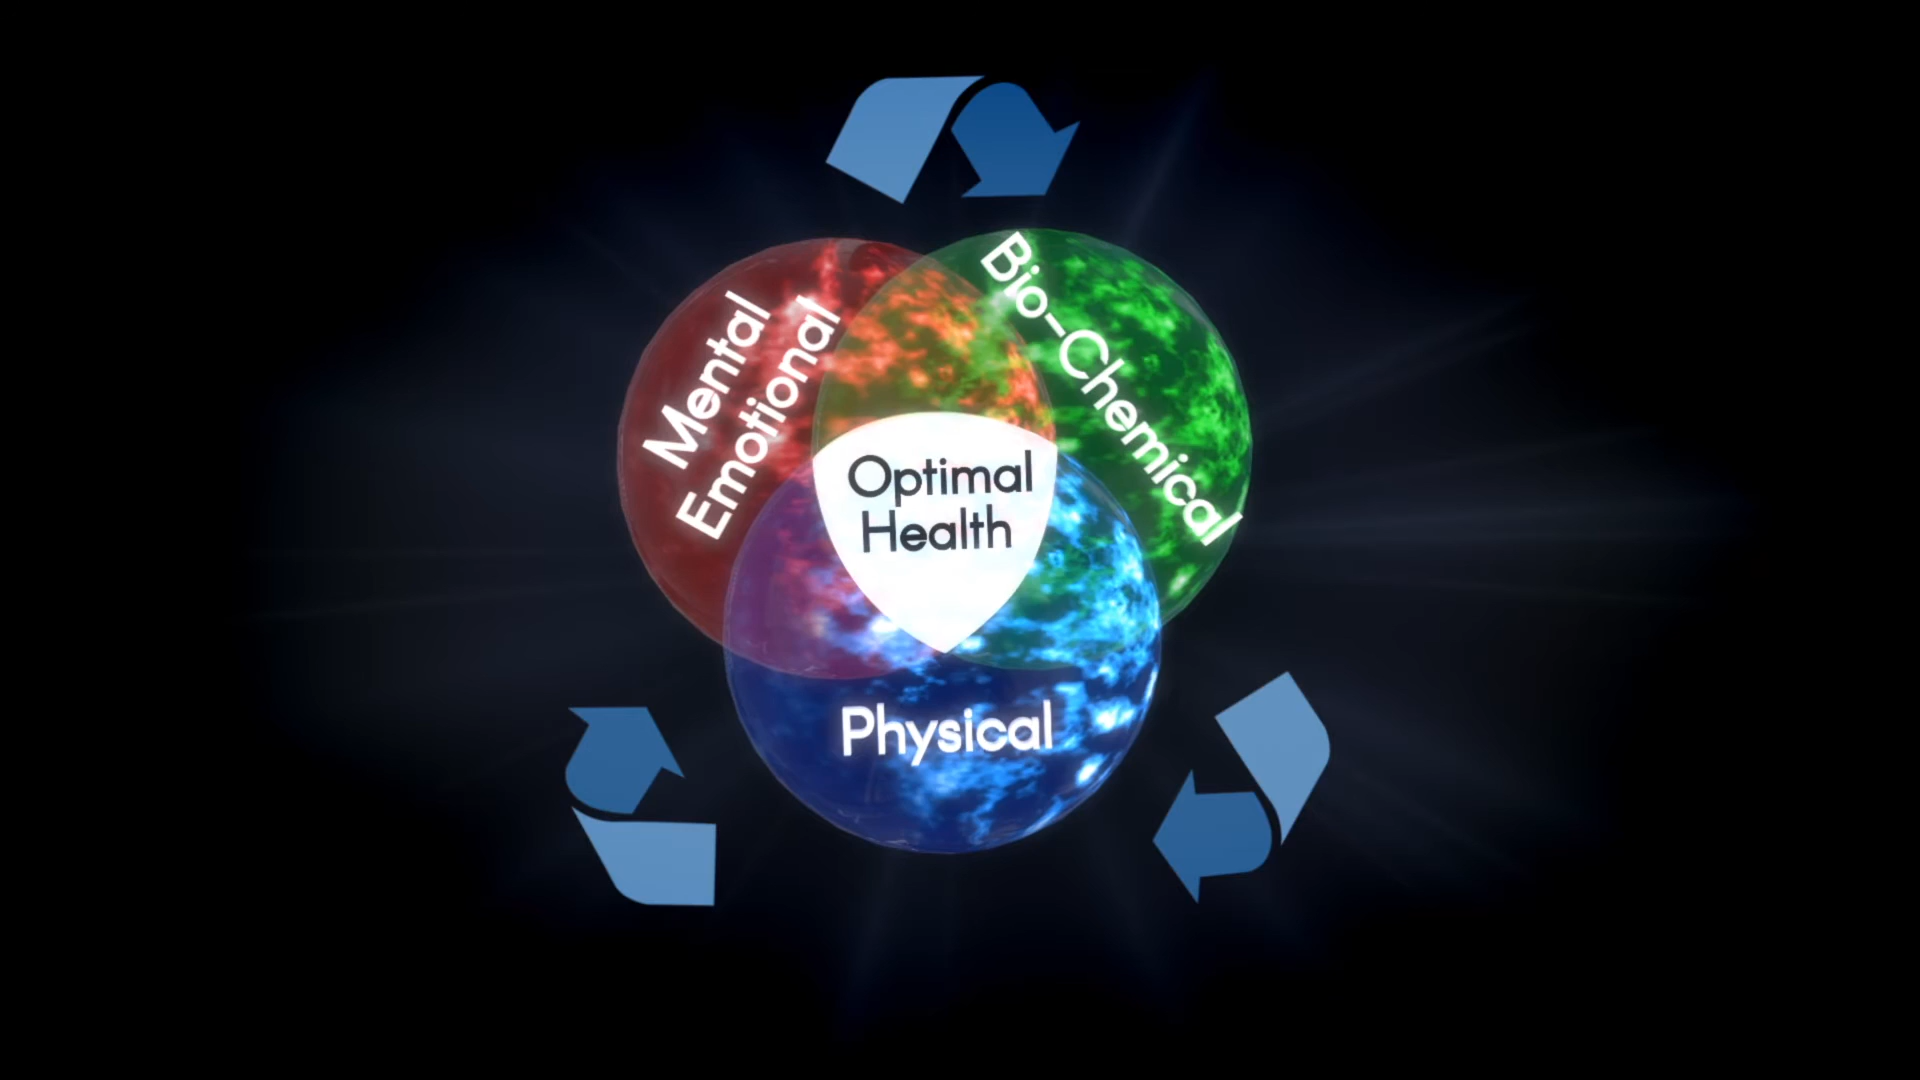 Mental
Emotional
Bio-Chemical
Optimal
Health
Physical